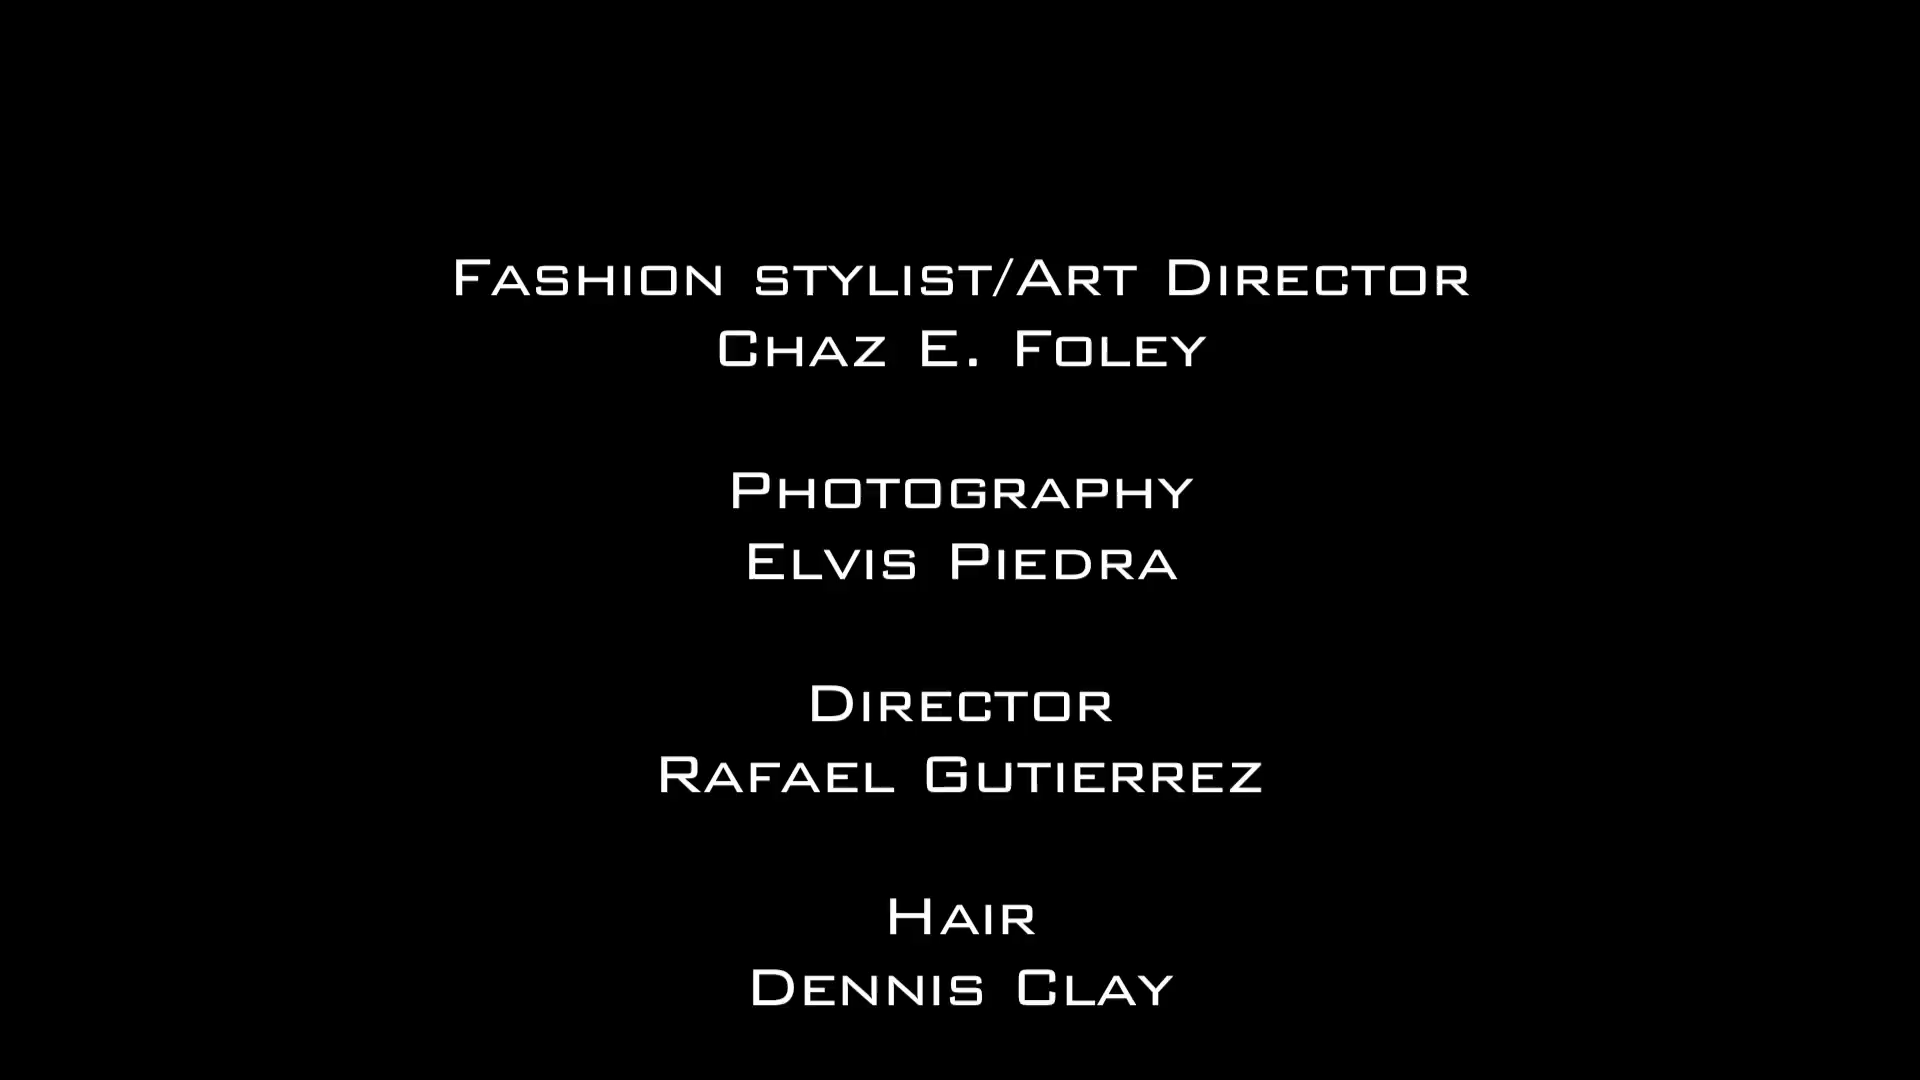 Fashion stylist/Art Director
Chaz E. Foley
Photography
Elvis Piedra
Director
Rafael Gutierrez
Hair
Dennis Clay